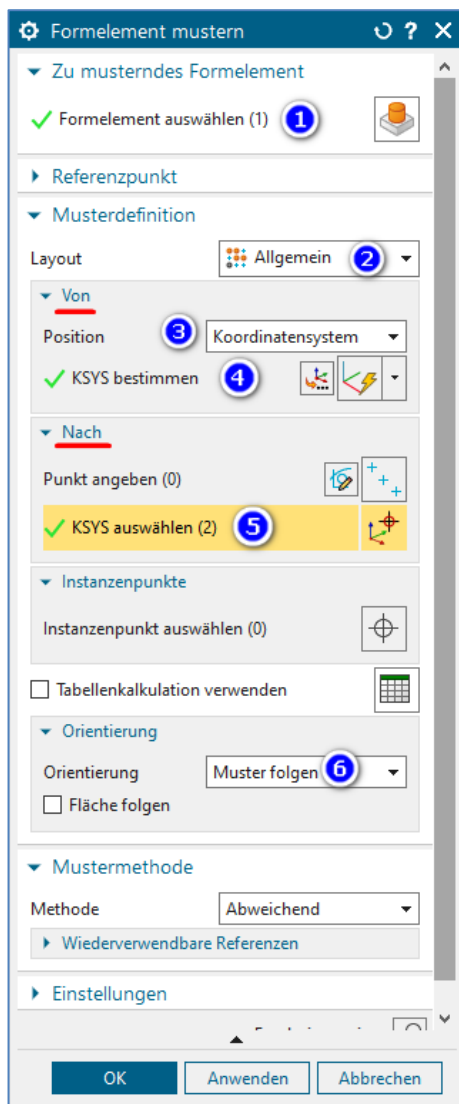 Formelement mustern ?
Zu musterndes Formelement
Formelement auswählen (1) 1
Referenzpunkt
Musterdefinition
Layout Allgemein 2
Von
Position 3 Koordinatensystem
KSYS bestimmen 4
Nach
Punkt angeben (0)
KSYS auswählen (2) 5
Instanzenpunkte
Instanzenpunkt auswählen (0)
Tabellenkalkulation verwenden
Orientierung
Orientierung Muster folgen 6
Fläche folgen
Mustermethode
Methode Abweichend
Wiederverwendbare Referenzen
Einstellungen
OK Anwenden Abbrechen